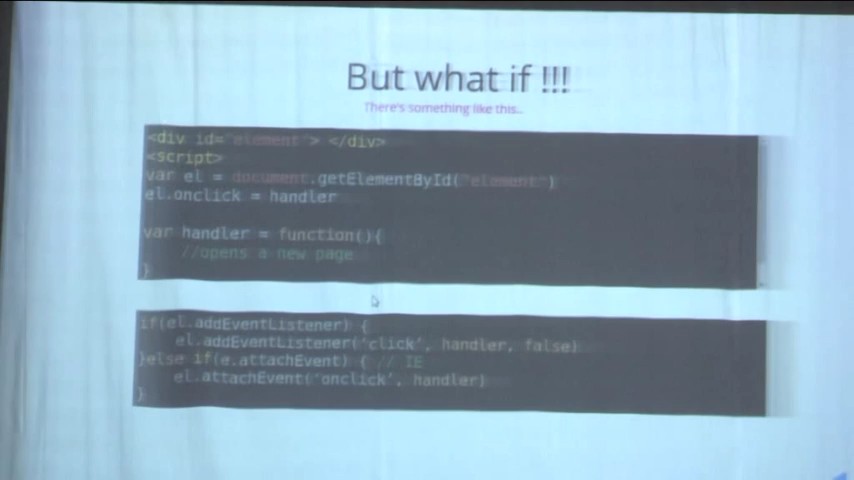 But what if !!!
There's something like this...
<div id="element"> </div>
<script>
var el = document.getElementById("element")
el.onclick = handler
var handler = function(){
//opens a new page
}
if(el.addEventListener) {
el.addEventListener('click', handler, false)
}else if(e.attachEvent) { // IE
el.attachEvent('onclick', handler)
}